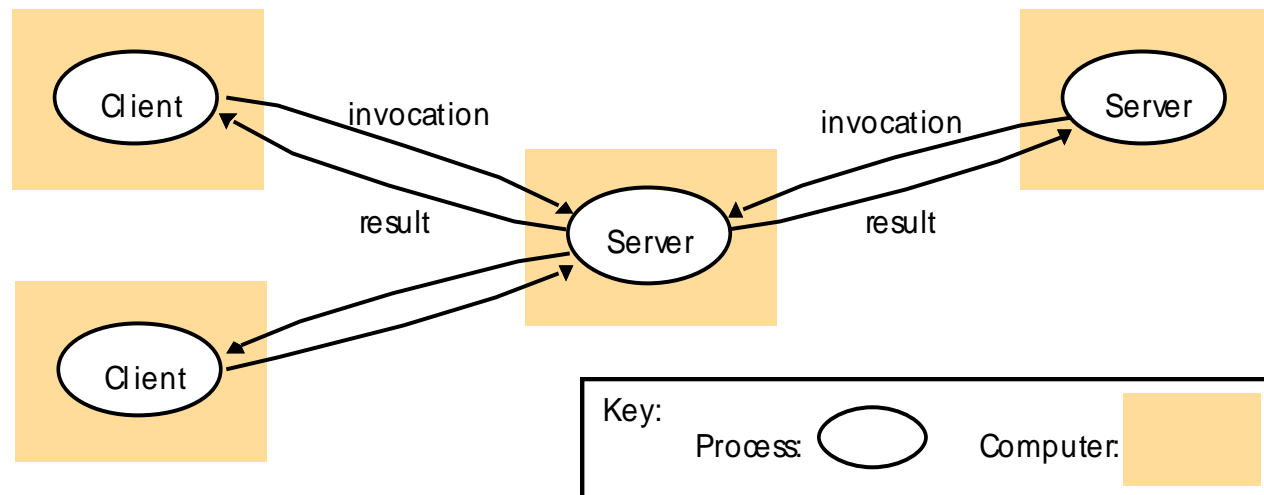 Client
invocation
result
Server
invocation
result
Server
Client
Key:
Process:
Computer: